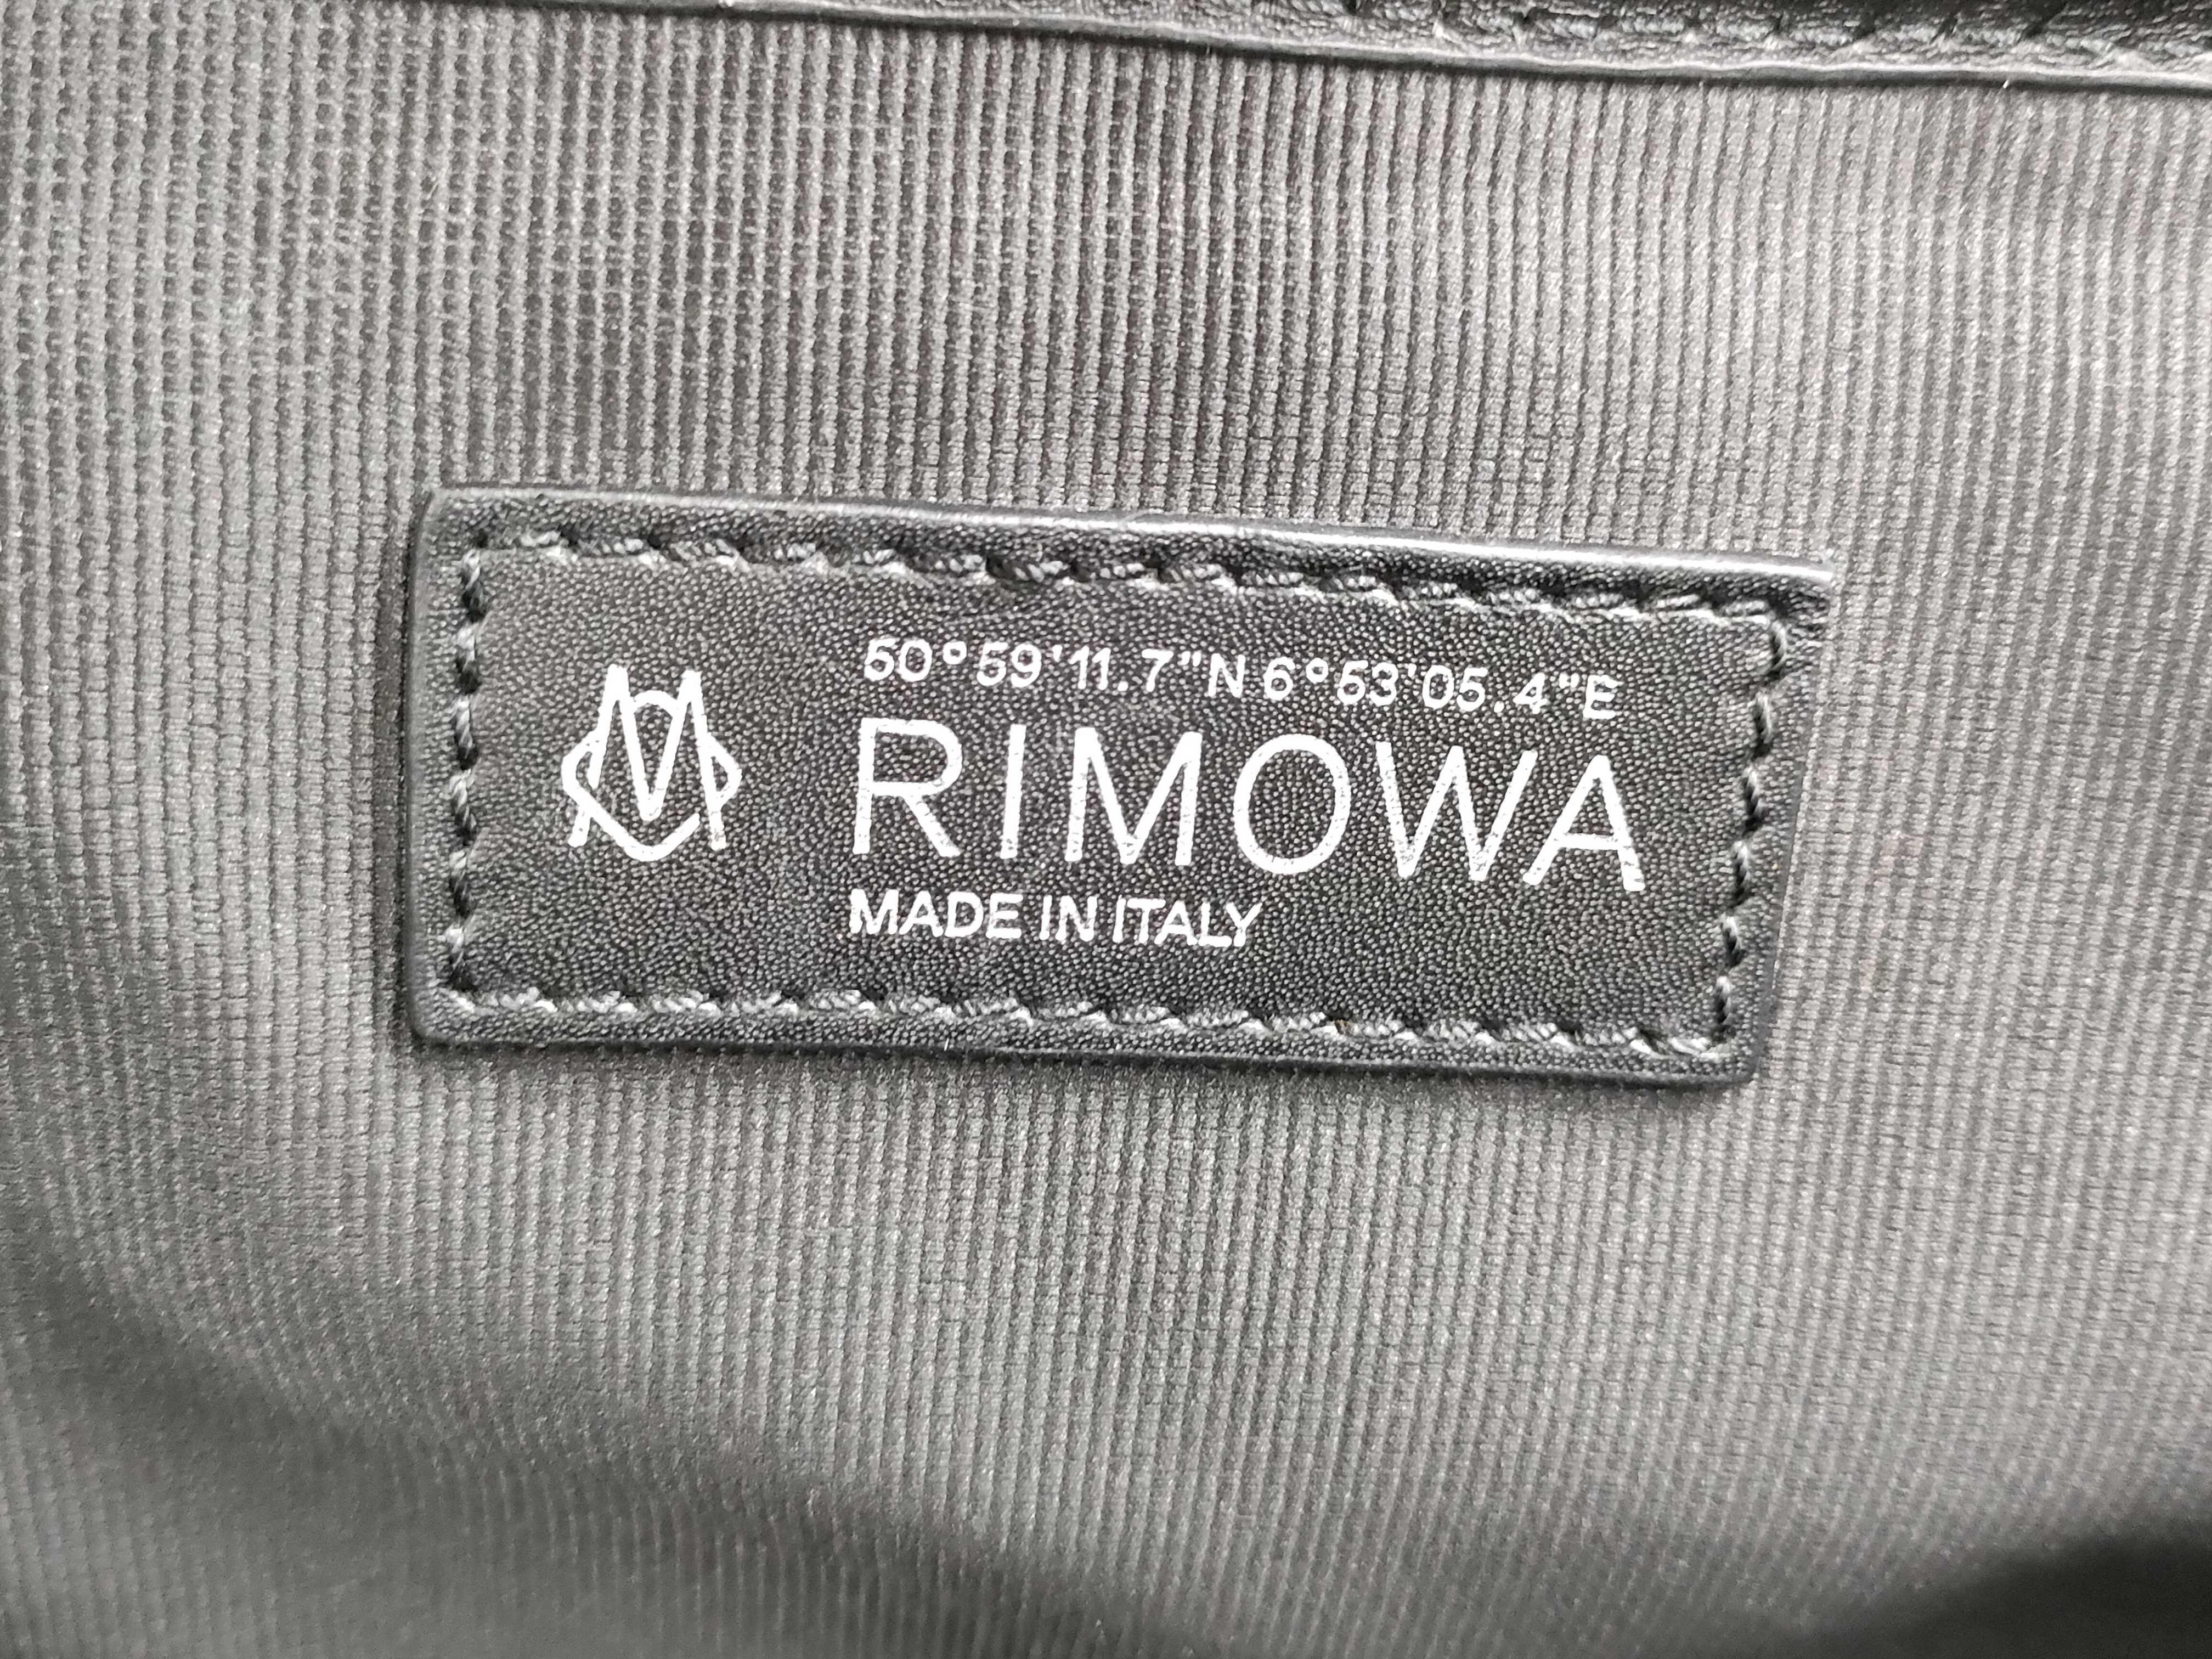 50°59'11.7"N 6°53'05.4"E
RIMOWA
MADE IN ITALY